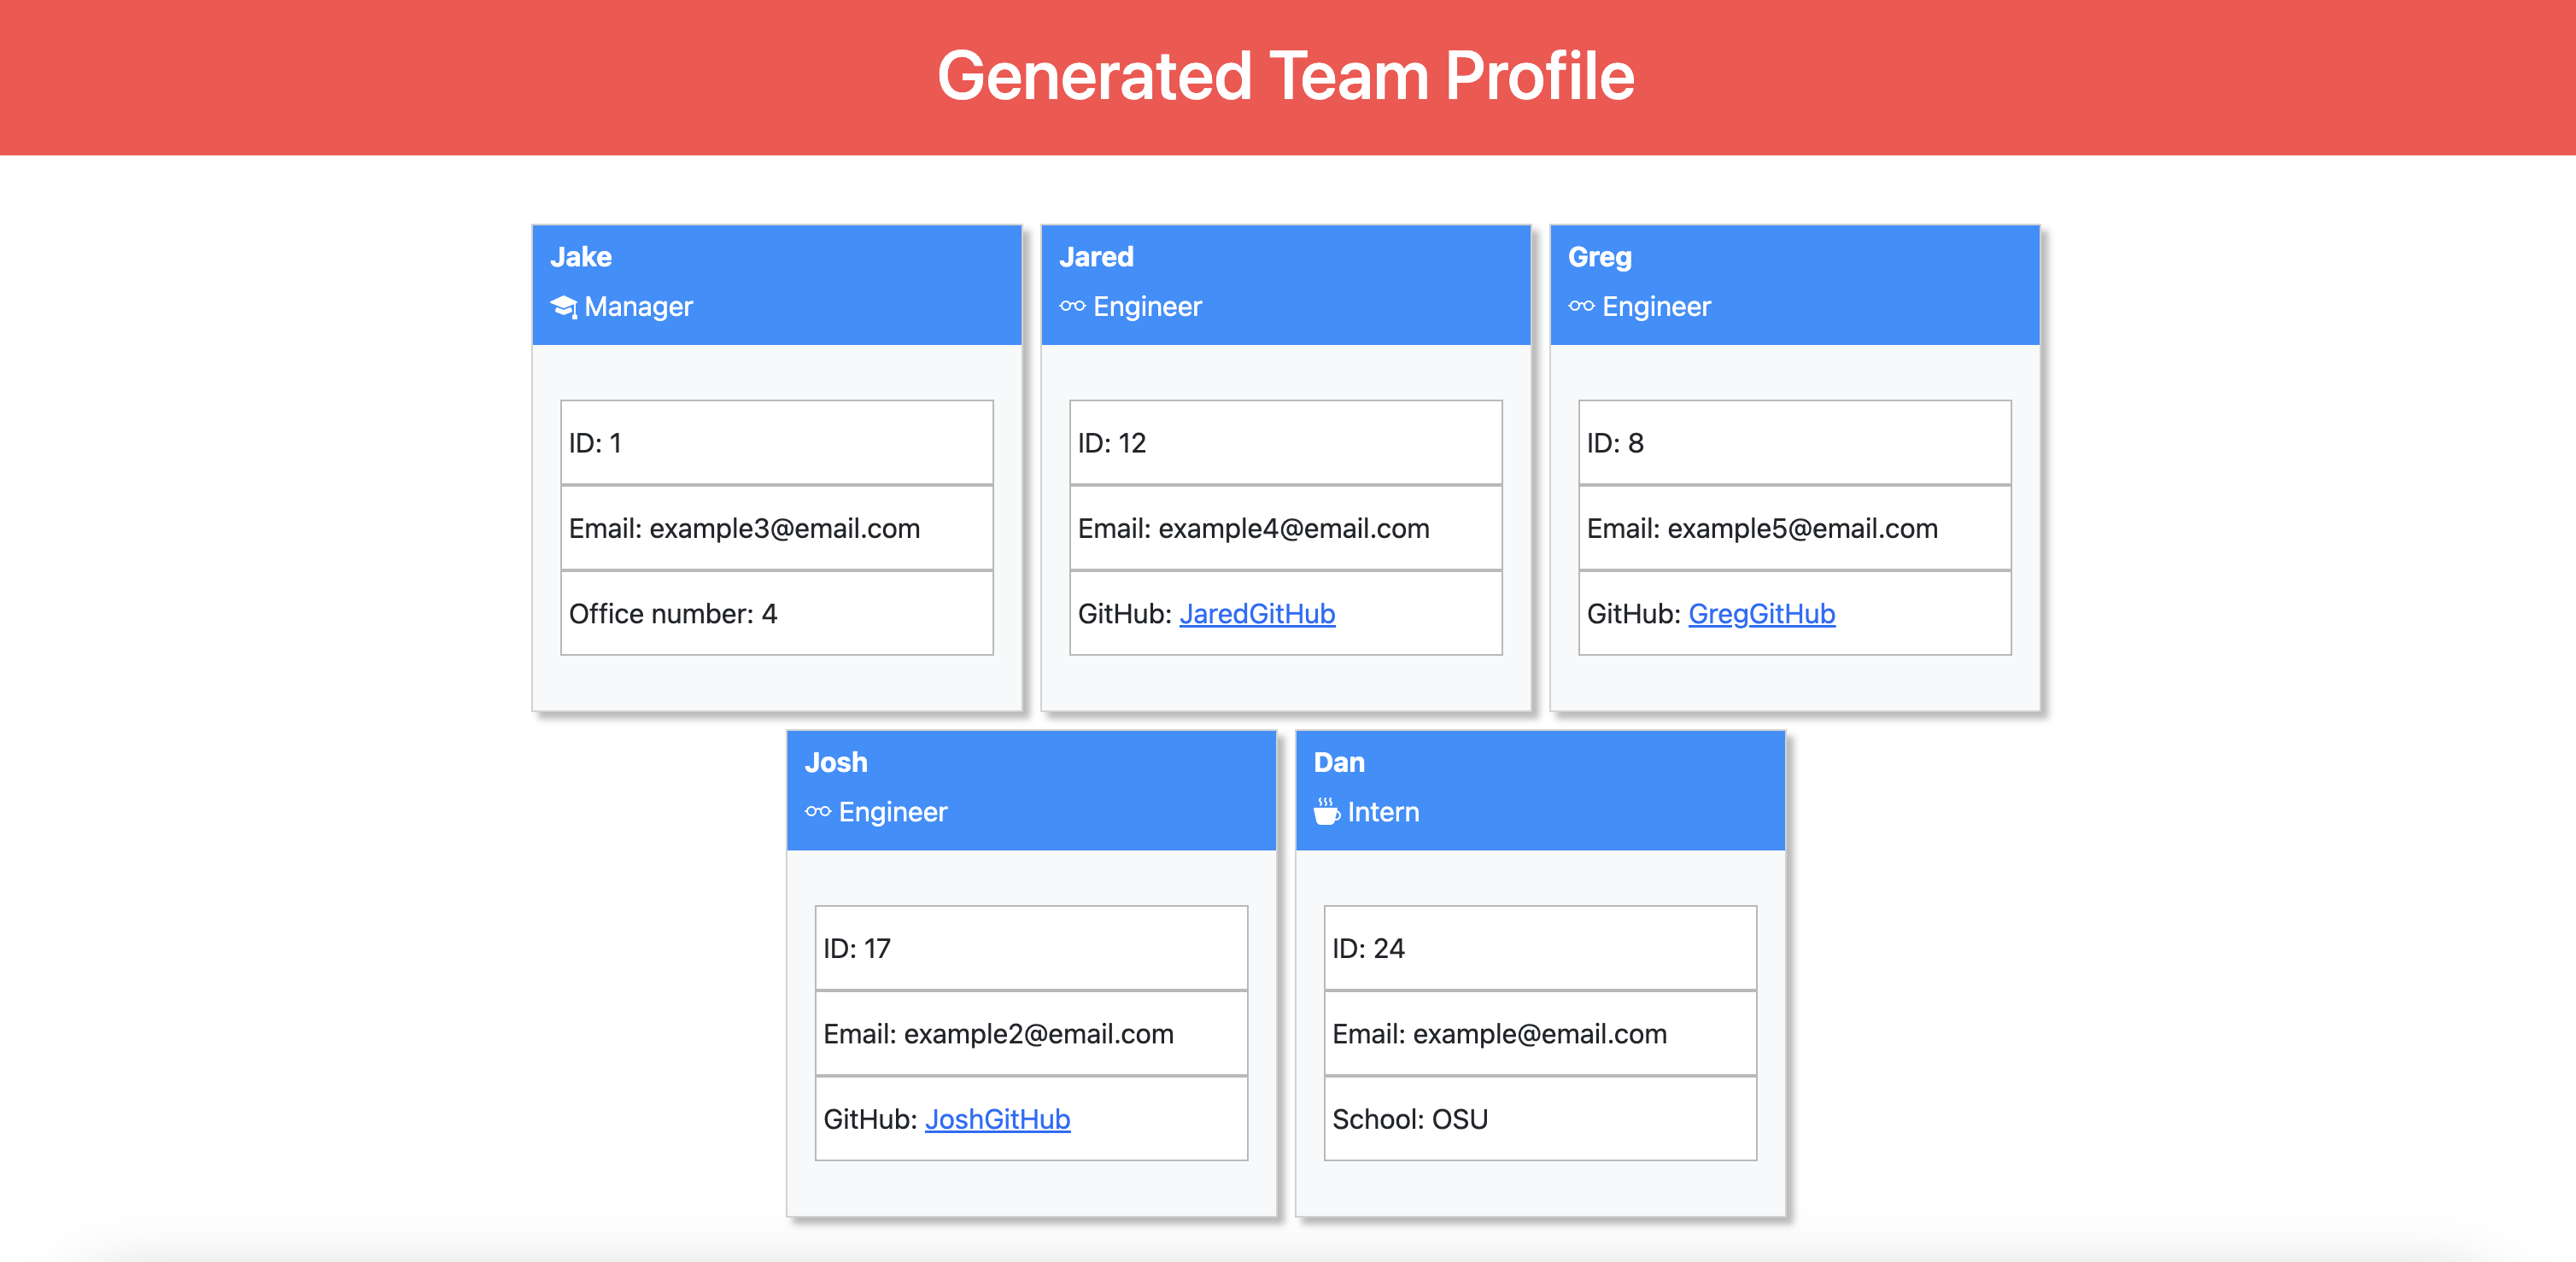 Generated Team Profile
Jake
Manager
ID: 1
Email: example3@email.com
Office number: 4
Jared
Engineer
ID: 12
Email: example4@email.com
GitHub: JaredGitHub
Greg
Engineer
ID: 8
Email: example5@email.com
GitHub: GregGitHub
Josh
Engineer
ID: 17
Email: example2@email.com
GitHub: JoshGitHub
Dan
Intern
ID: 24
Email: example@email.com
School: OSU